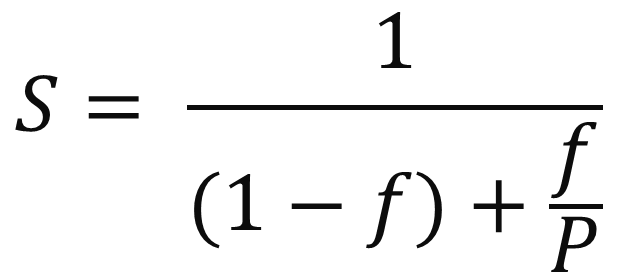 S = 1 / ((1 − f) + f / P)